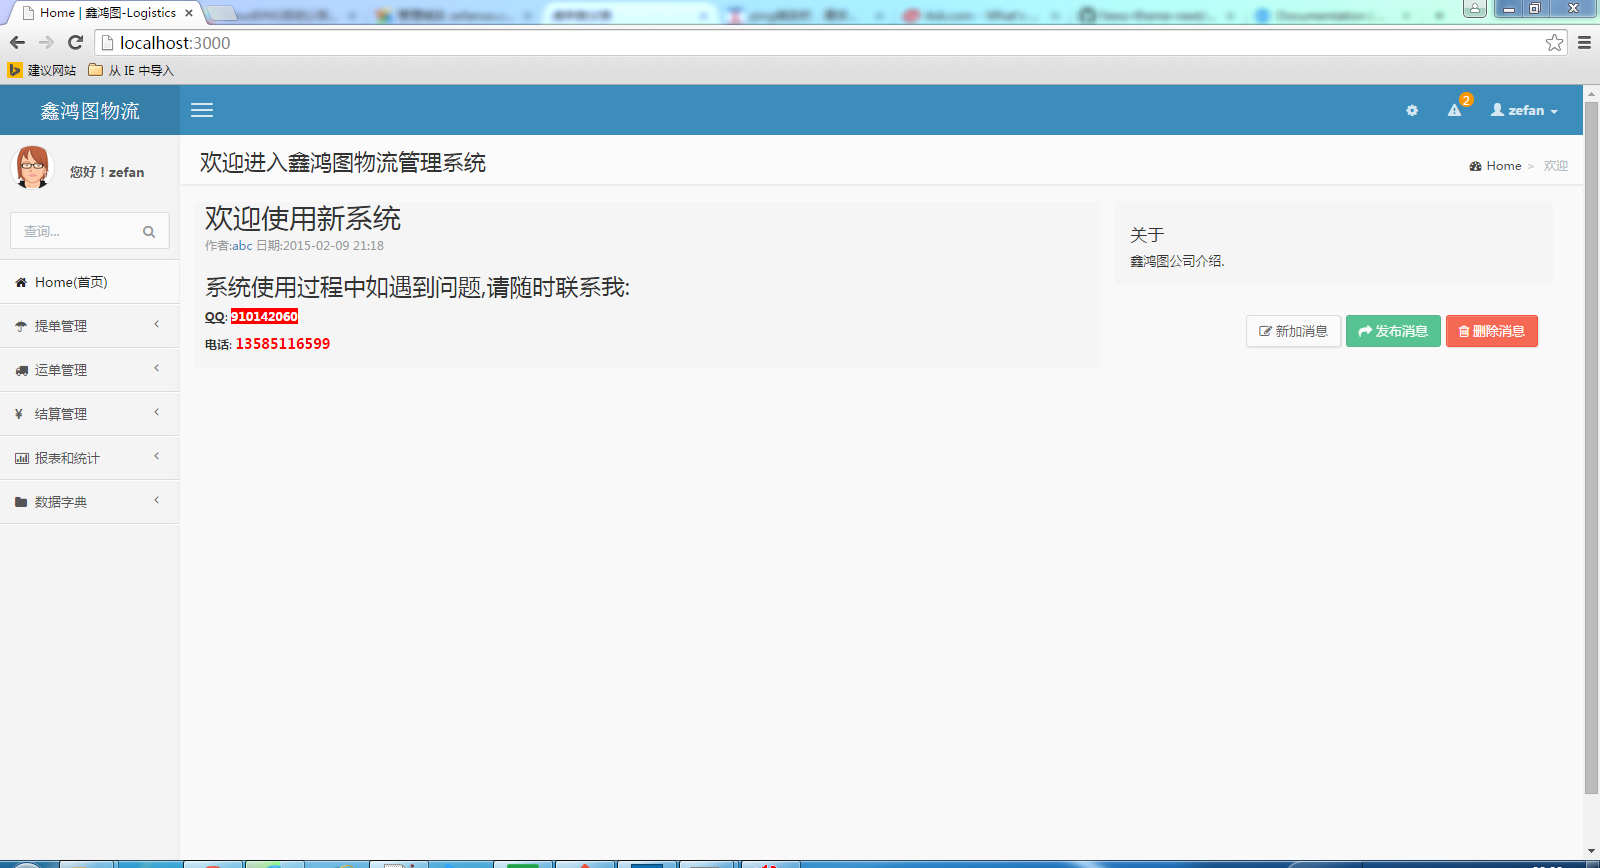 Home | 鑫鸿图-Logistics
localhost:3000
建议网站 从 IE 中导入
鑫鸿图物流
2
zefan
您好！zefan
欢迎进入鑫鸿图物流管理系统
Home > 欢迎
查询...
Home(首页)
提单管理
运单管理
¥ 结算管理
报表和统计
数据字典
欢迎使用新系统
作者:abc 日期:2015-02-09 21:18
系统使用过程中如遇到问题,请随时联系我:
QQ: 910142060
电话: 13585116599
关于
鑫鸿图公司介绍.
新加消息 发布消息 删除消息